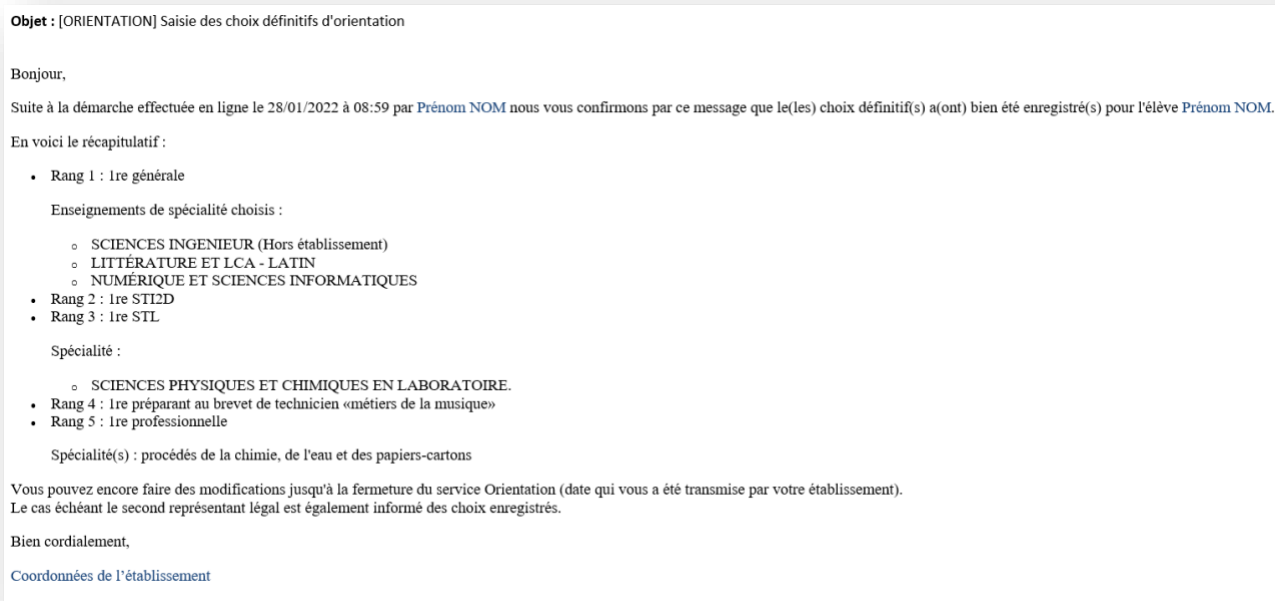 Objet : [ORIENTATION] Saisie des choix définitifs d'orientation
Bonjour,
Suite à la démarche effectuée en ligne le 28/01/2022 à 08:59 par Prénom NOM nous vous confirmons par ce message que le(les) choix définitif(s) a(ont) bien été enregistré(s) pour l'élève Prénom NOM.
En voici le récapitulatif :
• Rang 1 : 1re générale
Enseignements de spécialité choisis :
o SCIENCES INGENIEUR (Hors établissement)
o LITTÉRATURE ET LCA - LATIN
o NUMÉRIQUE ET SCIENCES INFORMATIQUES
• Rang 2 : 1re STI2D
• Rang 3 : 1re STL
Spécialité :
o SCIENCES PHYSIQUES ET CHIMIQUES EN LABORATOIRE.
• Rang 4 : 1re préparant au brevet de technicien «métiers de la musique»
• Rang 5 : 1re professionnelle
Spécialité(s) : procédés de la chimie, de l'eau et des papiers-cartons
Vous pouvez encore faire des modifications jusqu'à la fermeture du service Orientation (date qui vous a été transmise par votre établissement).
Le cas échéant le second représentant légal est également informé des choix enregistrés.
Bien cordialement,
Coordonnées de l’établissement